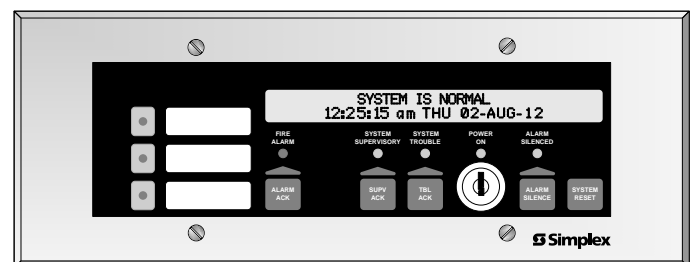 SYSTEM IS NORMAL
12:25:15 am THU 02-AUG-12
FIRE ALARM
SYSTEM SUPERVISORY
SYSTEM TROUBLE
POWER ON
ALARM SILENCED
ALARM ACK
SUPV ACK
TBL ACK
ALARM SILENCE
SYSTEM RESET
Simplex